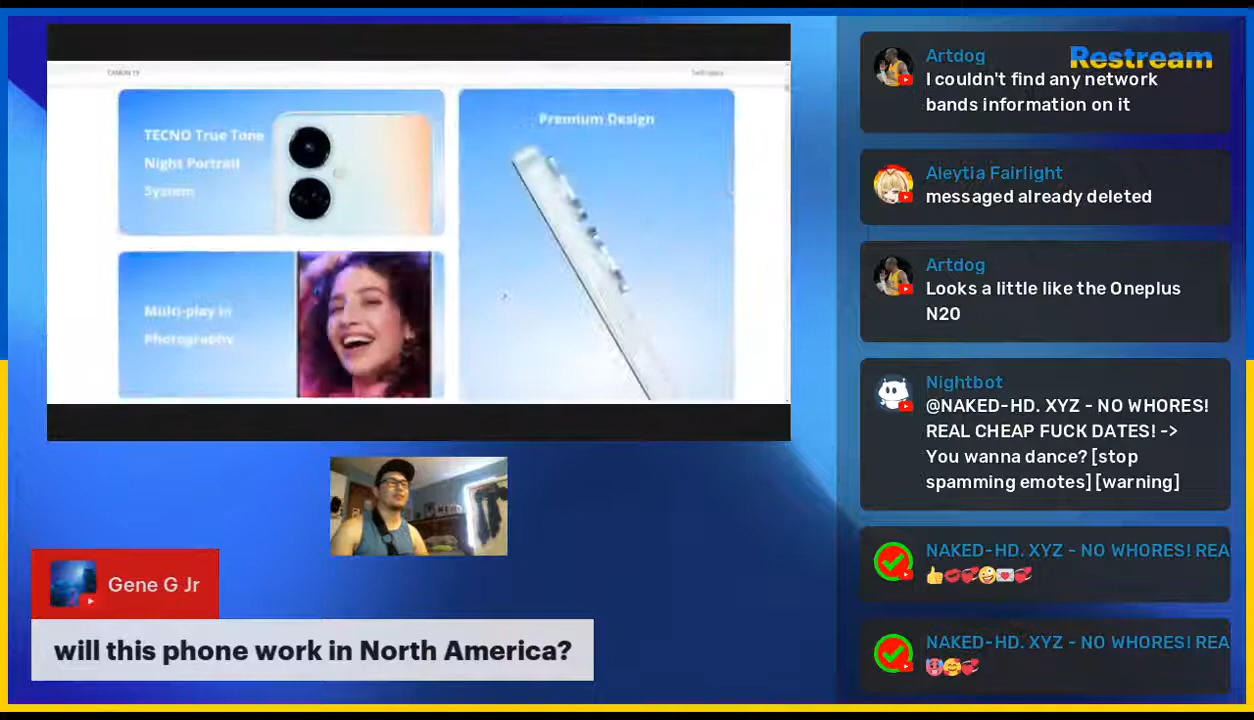 CAMON 19
TECNO True Tone
Night Portrait
System
Premium Design
Multi-play in
Photography
Gene G Jr
will this phone work in North America?
Restream
Artdog
I couldn't find any network
bands information on it
Aleytia Fairlight
messaged already deleted
Artdog
Looks a little like the Oneplus
N20
Nightbot
@NAKED-HD. XYZ - NO WHORES!
REAL CHEAP FUCK DATES! ->
You wanna dance? [stop
spamming emotes] [warning]
NAKED-HD. XYZ - NO WHORES! REA
👍💋💞🤪💌💞
NAKED-HD. XYZ - NO WHORES! REA
🥵🥰💞